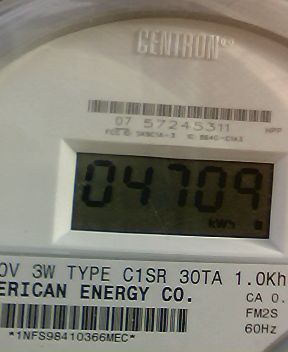 CENTRON
07 57245311 HPP
04709
kWh
0V 3W TYPE C1SR 30TA 1.0Kh
ERICAN ENERGY CO. CA 0.
FM2S
60Hz
*1NFS98410366MEC*